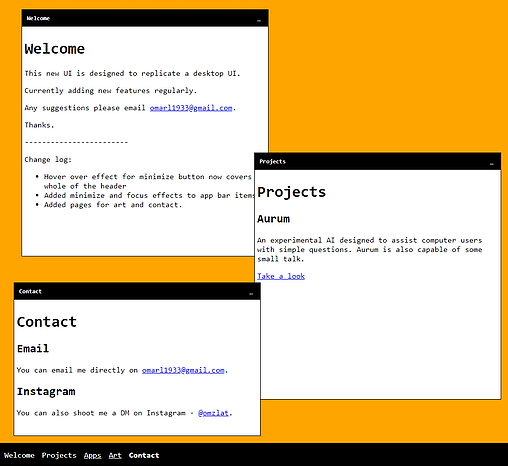 Welcome
_
Welcome
This new UI is designed to replicate a desktop UI.
Currently adding new features regularly.
Any suggestions please email omarl1933@gmail.com.
Thanks.
------------------------
Change log:
• Hover over effect for minimize button now covers
whole of the header
• Added minimize and focus effects to app bar items
• Added pages for art and contact.
Projects
_
Projects
Aurum
An experimental AI designed to assist computer users
with simple questions. Aurum is also capable of some
small talk.
Take a look
Contact
_
Contact
Email
You can email me directly on omarl1933@gmail.com.
Instagram
You can also shoot me a DM on Instagram - @omzlat.
Welcome Projects Apps Art Contact